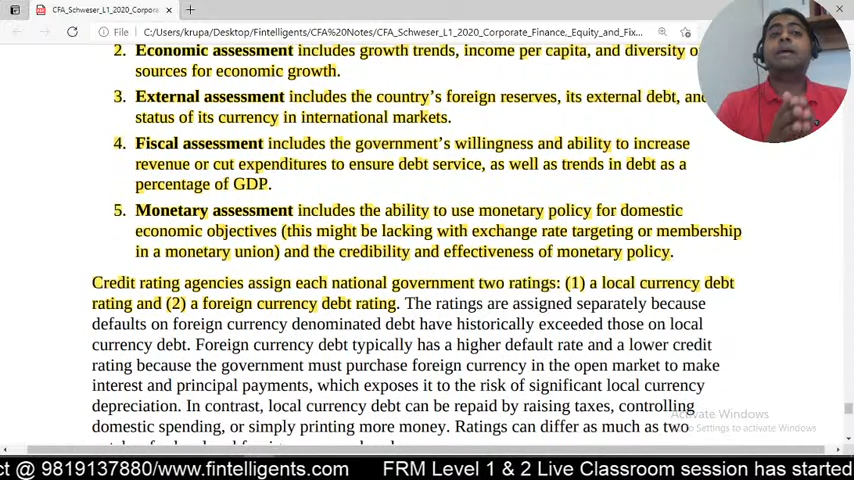 CFA_Schweser_L1_2020_Corpora
File
C:/Users/krupa/Desktop/Fintelligents/CFA%20Notes/CFA_Schweser_L1_2020_Corporate_Finance,_Equity_and_Fix...
2. Economic assessment includes growth trends, income per capita, and diversity o
sources for economic growth.
3. External assessment includes the country's foreign reserves, its external debt, and
status of its currency in international markets.
4. Fiscal assessment includes the government's willingness and ability to increase
revenue or cut expenditures to ensure debt service, as well as trends in debt as a
percentage of GDP.
5. Monetary assessment includes the ability to use monetary policy for domestic
economic objectives (this might be lacking with exchange rate targeting or membership
in a monetary union) and the credibility and effectiveness of monetary policy.
Credit rating agencies assign each national government two ratings: (1) a local currency debt
rating and (2) a foreign currency debt rating. The ratings are assigned separately because
defaults on foreign currency denominated debt have historically exceeded those on local
currency debt. Foreign currency debt typically has a higher default rate and a lower credit
rating because the government must purchase foreign currency in the open market to make
interest and principal payments, which exposes it to the risk of significant local currency
depreciation. In contrast, local currency debt can be repaid by raising taxes, controlling
domestic spending, or simply printing more money. Ratings can differ as much as two
Activate Windows
to Settings to activate Windows
ct @ 9819137880/www.fintelligents.com FRM Level 1 & 2 Live Classroom session has started